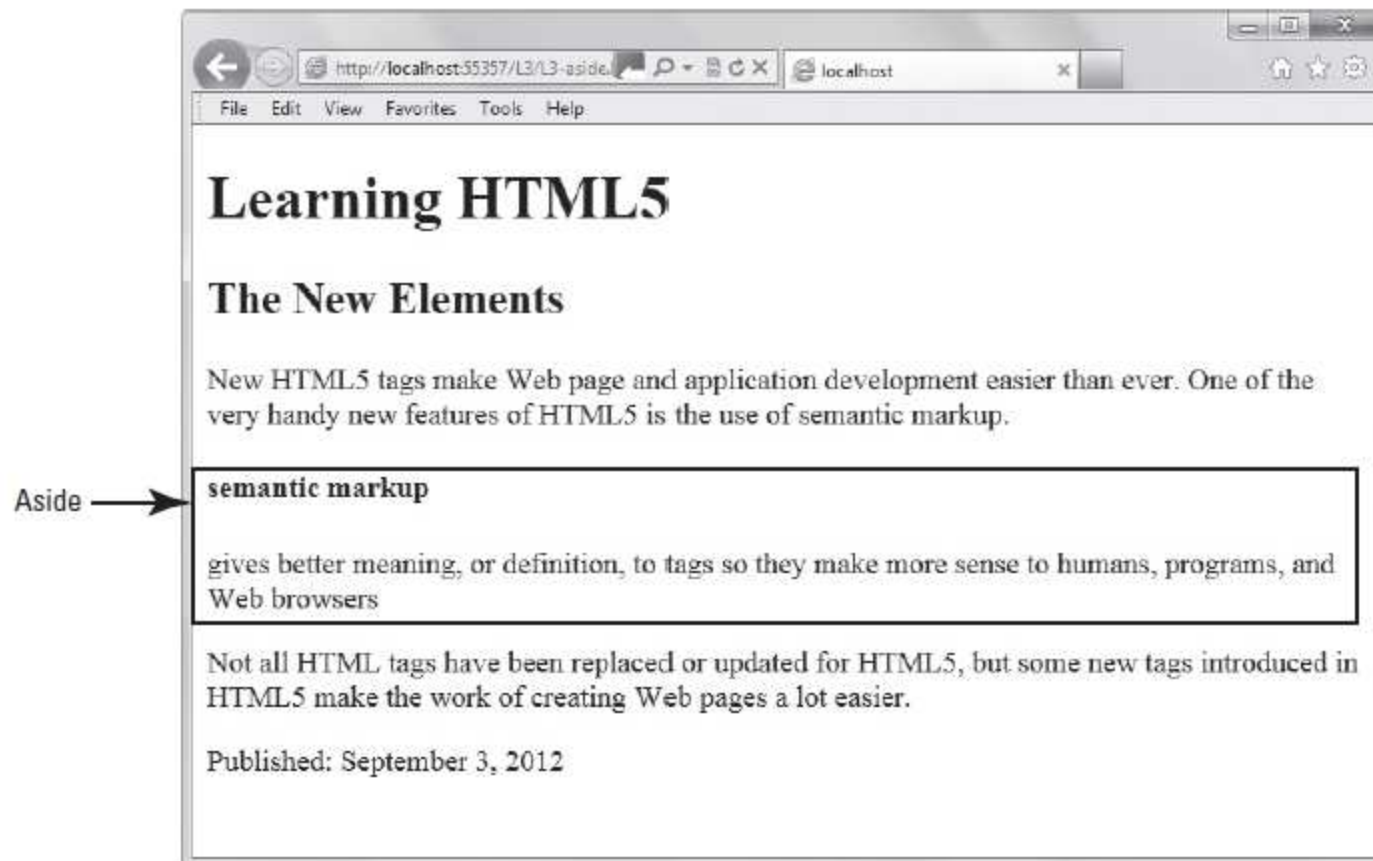 http://localhost:55357/L3/L3-aside.
localhost
File Edit View Favorites Tools Help
Learning HTML5
The New Elements
New HTML5 tags make Web page and application development easier than ever. One of the
very handy new features of HTML5 is the use of semantic markup.
Aside
semantic markup
gives better meaning, or definition, to tags so they make more sense to humans, programs, and
Web browsers
Not all HTML tags have been replaced or updated for HTML5, but some new tags introduced in
HTML5 make the work of creating Web pages a lot easier.
Published: September 3, 2012